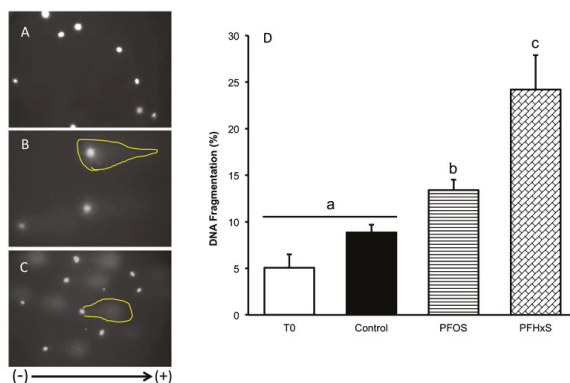 A
B
C
(-) (+)
D
DNA Fragmentation (%)
30
25
20
15
10
5
0
a
b
c
T0 Control PFOS PFHxS